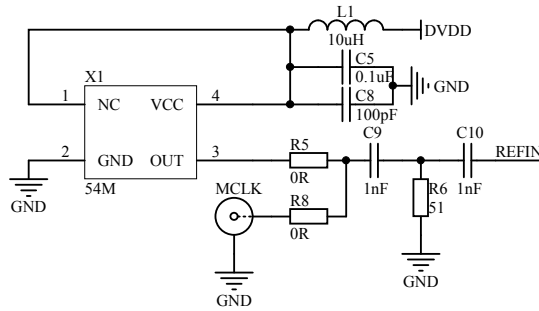 L1
10uH
DVDD
C5
0.1uF
GND
C8
100pF
X1
1
NC
VCC
4
2
GND
OUT
3
54M
GND
R5
0R
C9
1nF
C10
1nF
REFIN
R6
51
MCLK
R8
0R
GND
GND